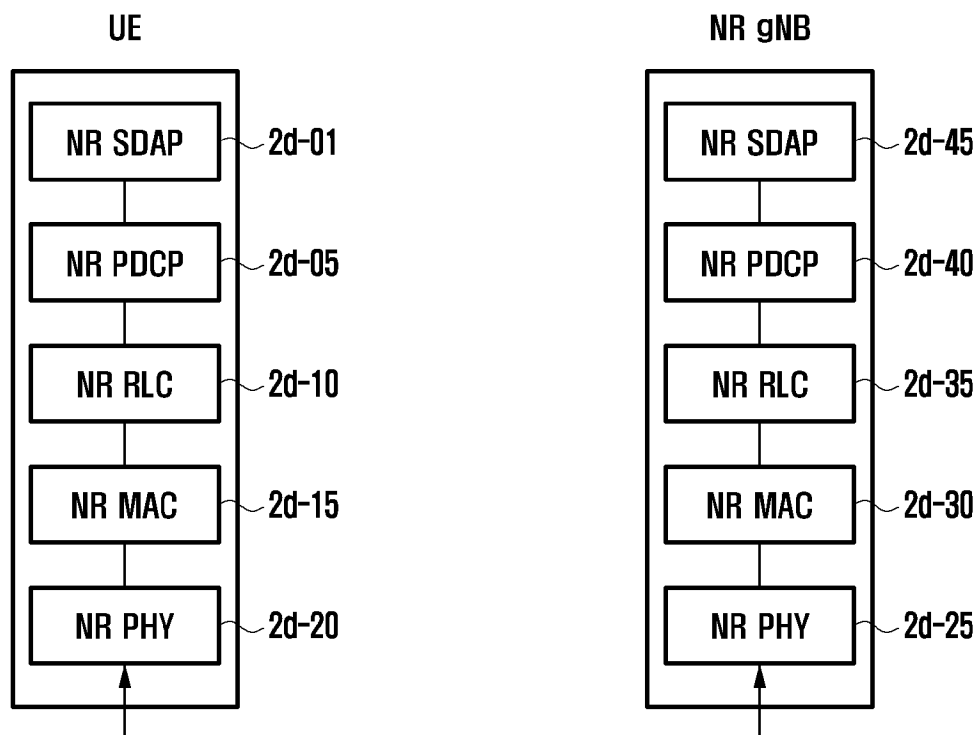 UE
NR gNB
NR SDAP 2d-01
NR SDAP 2d-45
NR PDCP 2d-05
NR PDCP 2d-40
NR RLC 2d-10
NR RLC 2d-35
NR MAC 2d-15
NR MAC 2d-30
NR PHY 2d-20
NR PHY 2d-25